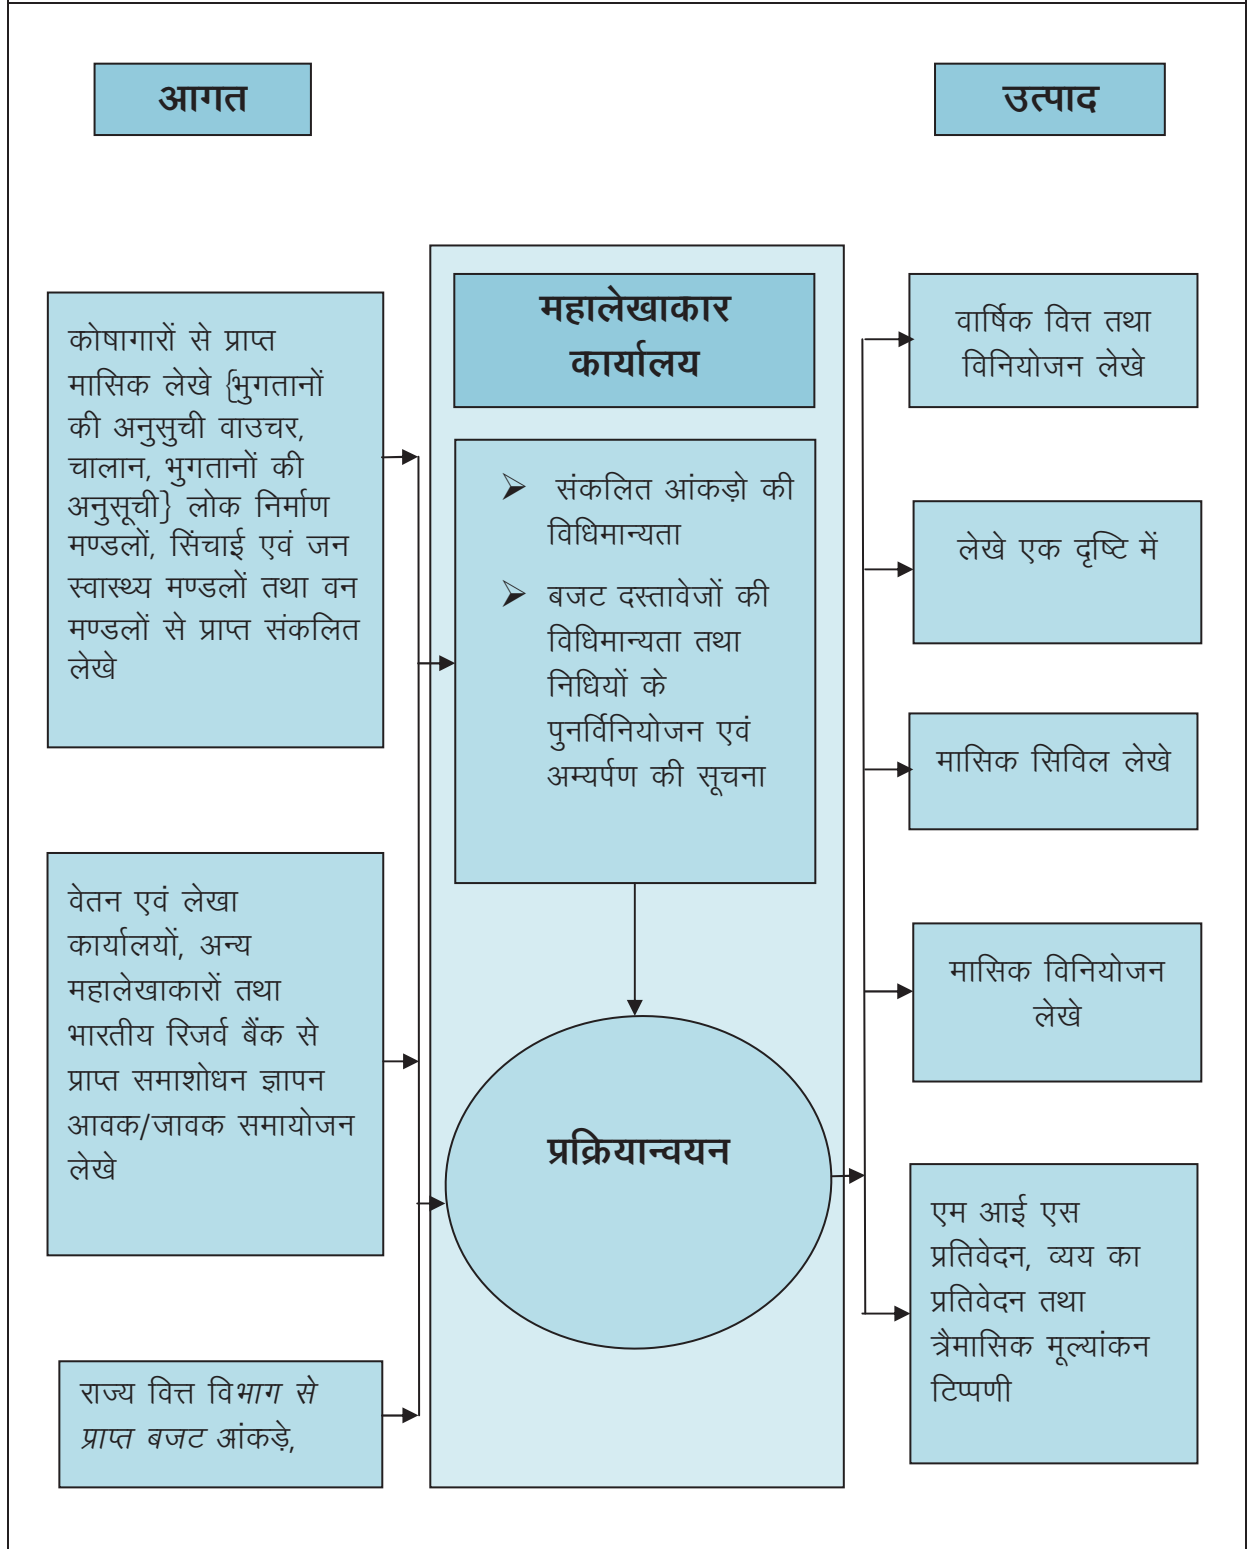 आगत
उत्पाद
कोषागारों से प्राप्त
मासिक लेखे {भुगतानों
की अनुसुची वाउचर,
चालान, भुगतानों की
अनुसूची} लोक निर्माण
मण्डलों, सिंचाई एवं जन
स्वास्थ्य मण्डलों तथा वन
मण्डलों से प्राप्त संकलित
लेखे
वेतन एवं लेखा
कार्यालयों, अन्य
महालेखाकारों तथा
भारतीय रिजर्व बैंक से
प्राप्त समाशोधन ज्ञापन
आवक/जावक समायोजन
लेखे
राज्य वित्त विभाग से
प्राप्त बजट आंकड़े,
महालेखाकार
कार्यालय
➢ संकलित आंकड़ो की
विधिमान्यता
➢ बजट दस्तावेजों की
विधिमान्यता तथा
निधियों के
पुनर्विनियोजन एवं
अम्यर्पण की सूचना
प्रक्रियान्वयन
वार्षिक वित्त तथा
विनियोजन लेखे
लेखे एक दृष्टि में
मासिक सिविल लेखे
मासिक विनियोजन
लेखे
एम आई एस
प्रतिवेदन, व्यय का
प्रतिवेदन तथा
त्रैमासिक मूल्यांकन
टिप्पणी